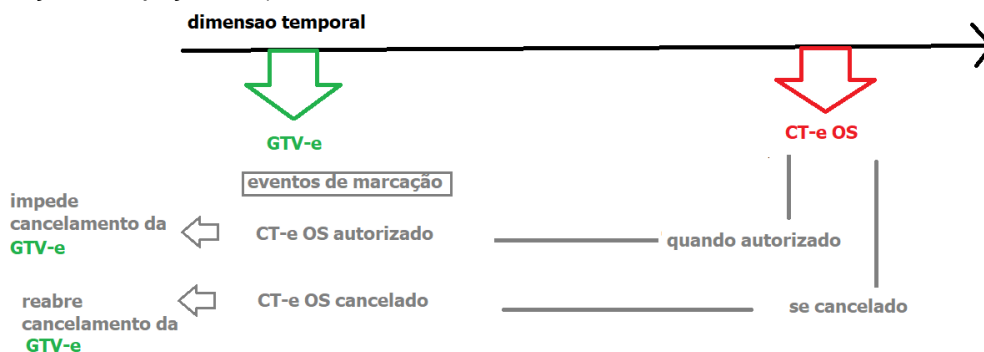 dimensao temporal
GTV-e
CT-e OS
eventos de marcação
impede
cancelamento da
GTV-e
CT-e OS autorizado
quando autorizado
reabre
cancelamento da
GTV-e
CT-e OS cancelado
se cancelado